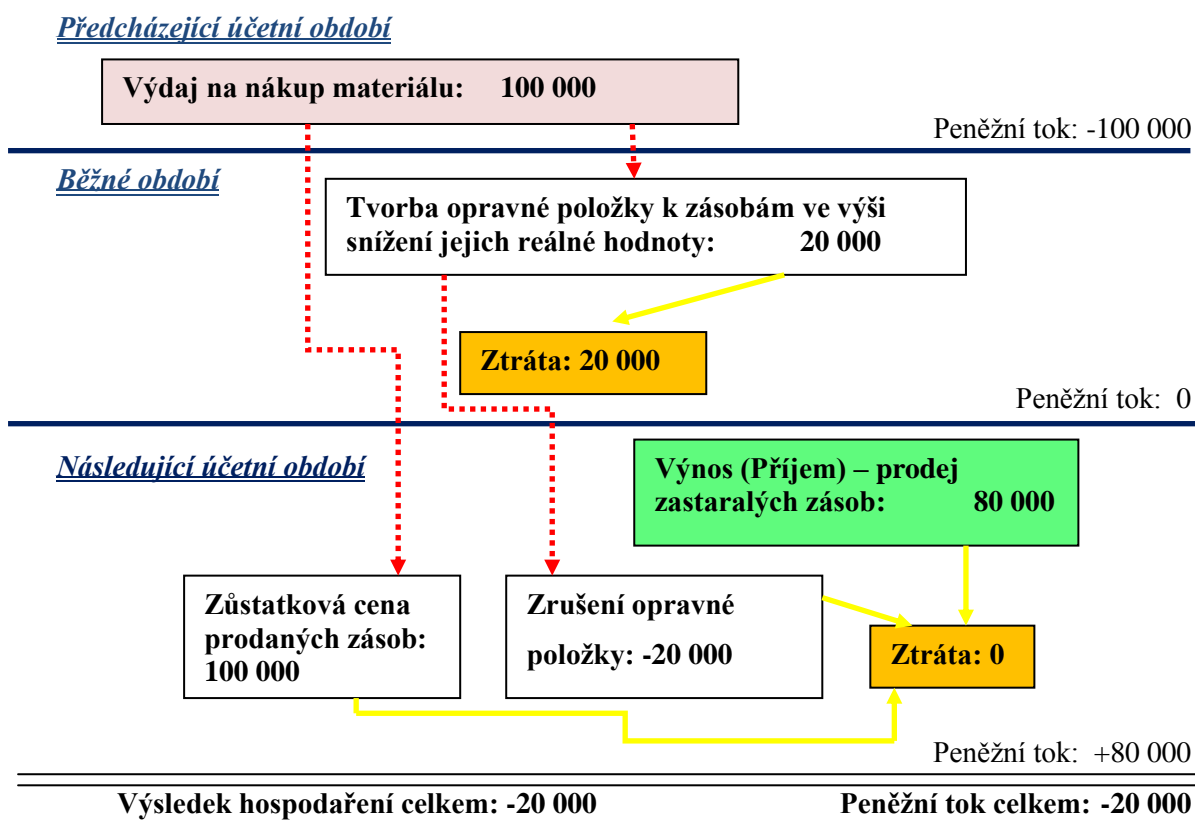 Předcházející účetní období
Výdaj na nákup materiálu: 100 000
Peněžní tok: -100 000
Běžné období
Tvorba opravné položky k zásobám ve výši
snížení jejich reálné hodnoty: 20 000
Ztráta: 20 000
Peněžní tok: 0
Následující účetní období
Výnos (Příjem) – prodej
zastaralých zásob: 80 000
Zůstatková cena
prodaných zásob:
100 000
Zrušení opravné
položky: -20 000
Ztráta: 0
Peněžní tok: +80 000
Výsledek hospodaření celkem: -20 000
Peněžní tok celkem: -20 000